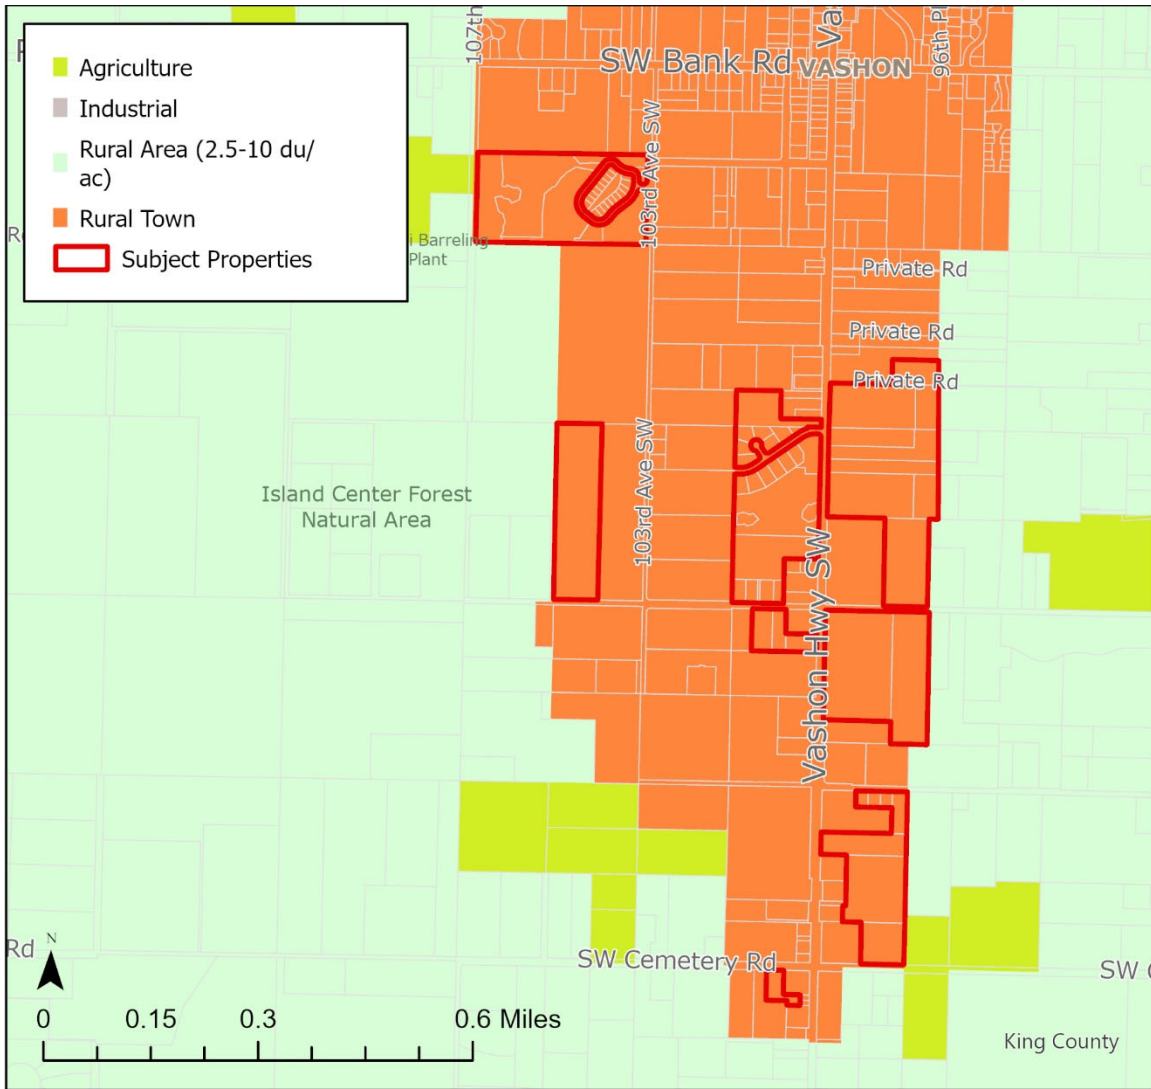 107th
SW Bank Rd
Va
VASHON
96th Pl
Agriculture
Industrial
Rural Area (2.5-10 du/
ac)
Rural Town
Subject Properties
103rd Ave SW
i Barreling
Plant
Private Rd
Private Rd
Private Rd
103rd Ave SW
Island Center Forest
Natural Area
Vashon Hwy SW
Rd
N
SW Cemetery Rd
SW
0 0.15 0.3 0.6 Miles
King County